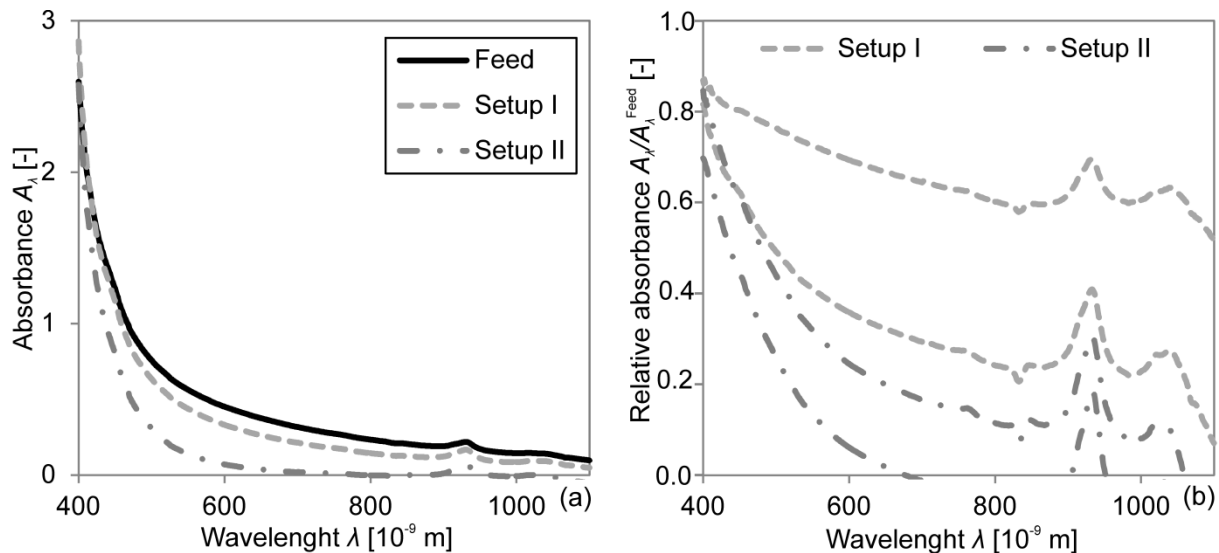 3
2
1
0
Absorbance Aλ [-]
Feed
Setup I
Setup II
400
600
800
1000
(a)
Wavelenght λ [10⁻⁹ m]
1.0
0.8
0.6
0.4
0.2
0.0
Relative absorbance Aλ/Aλ^Feed [-]
Setup I
Setup II
400
600
800
1000
(b)
Wavelenght λ [10⁻⁹ m]